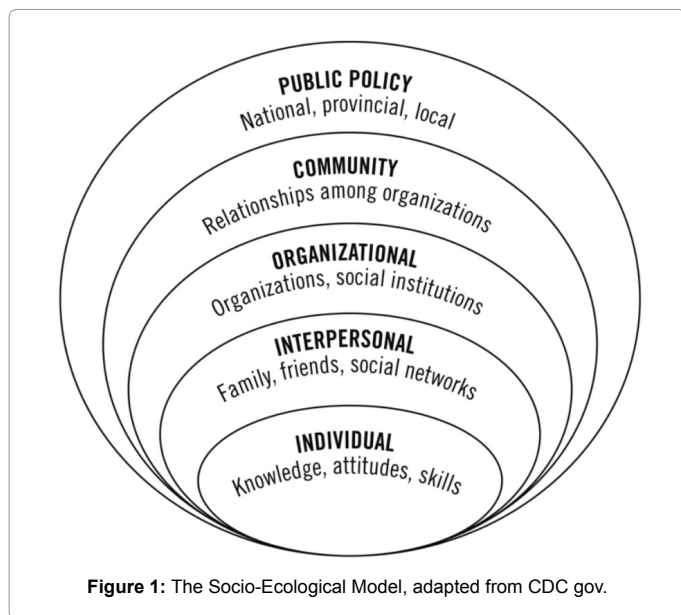 PUBLIC POLICY
National, provincial, local
COMMUNITY
Relationships among organizations
ORGANIZATIONAL
Organizations, social institutions
INTERPERSONAL
Family, friends, social networks
INDIVIDUAL
Knowledge, attitudes, skills
Figure 1: The Socio-Ecological Model, adapted from CDC gov.